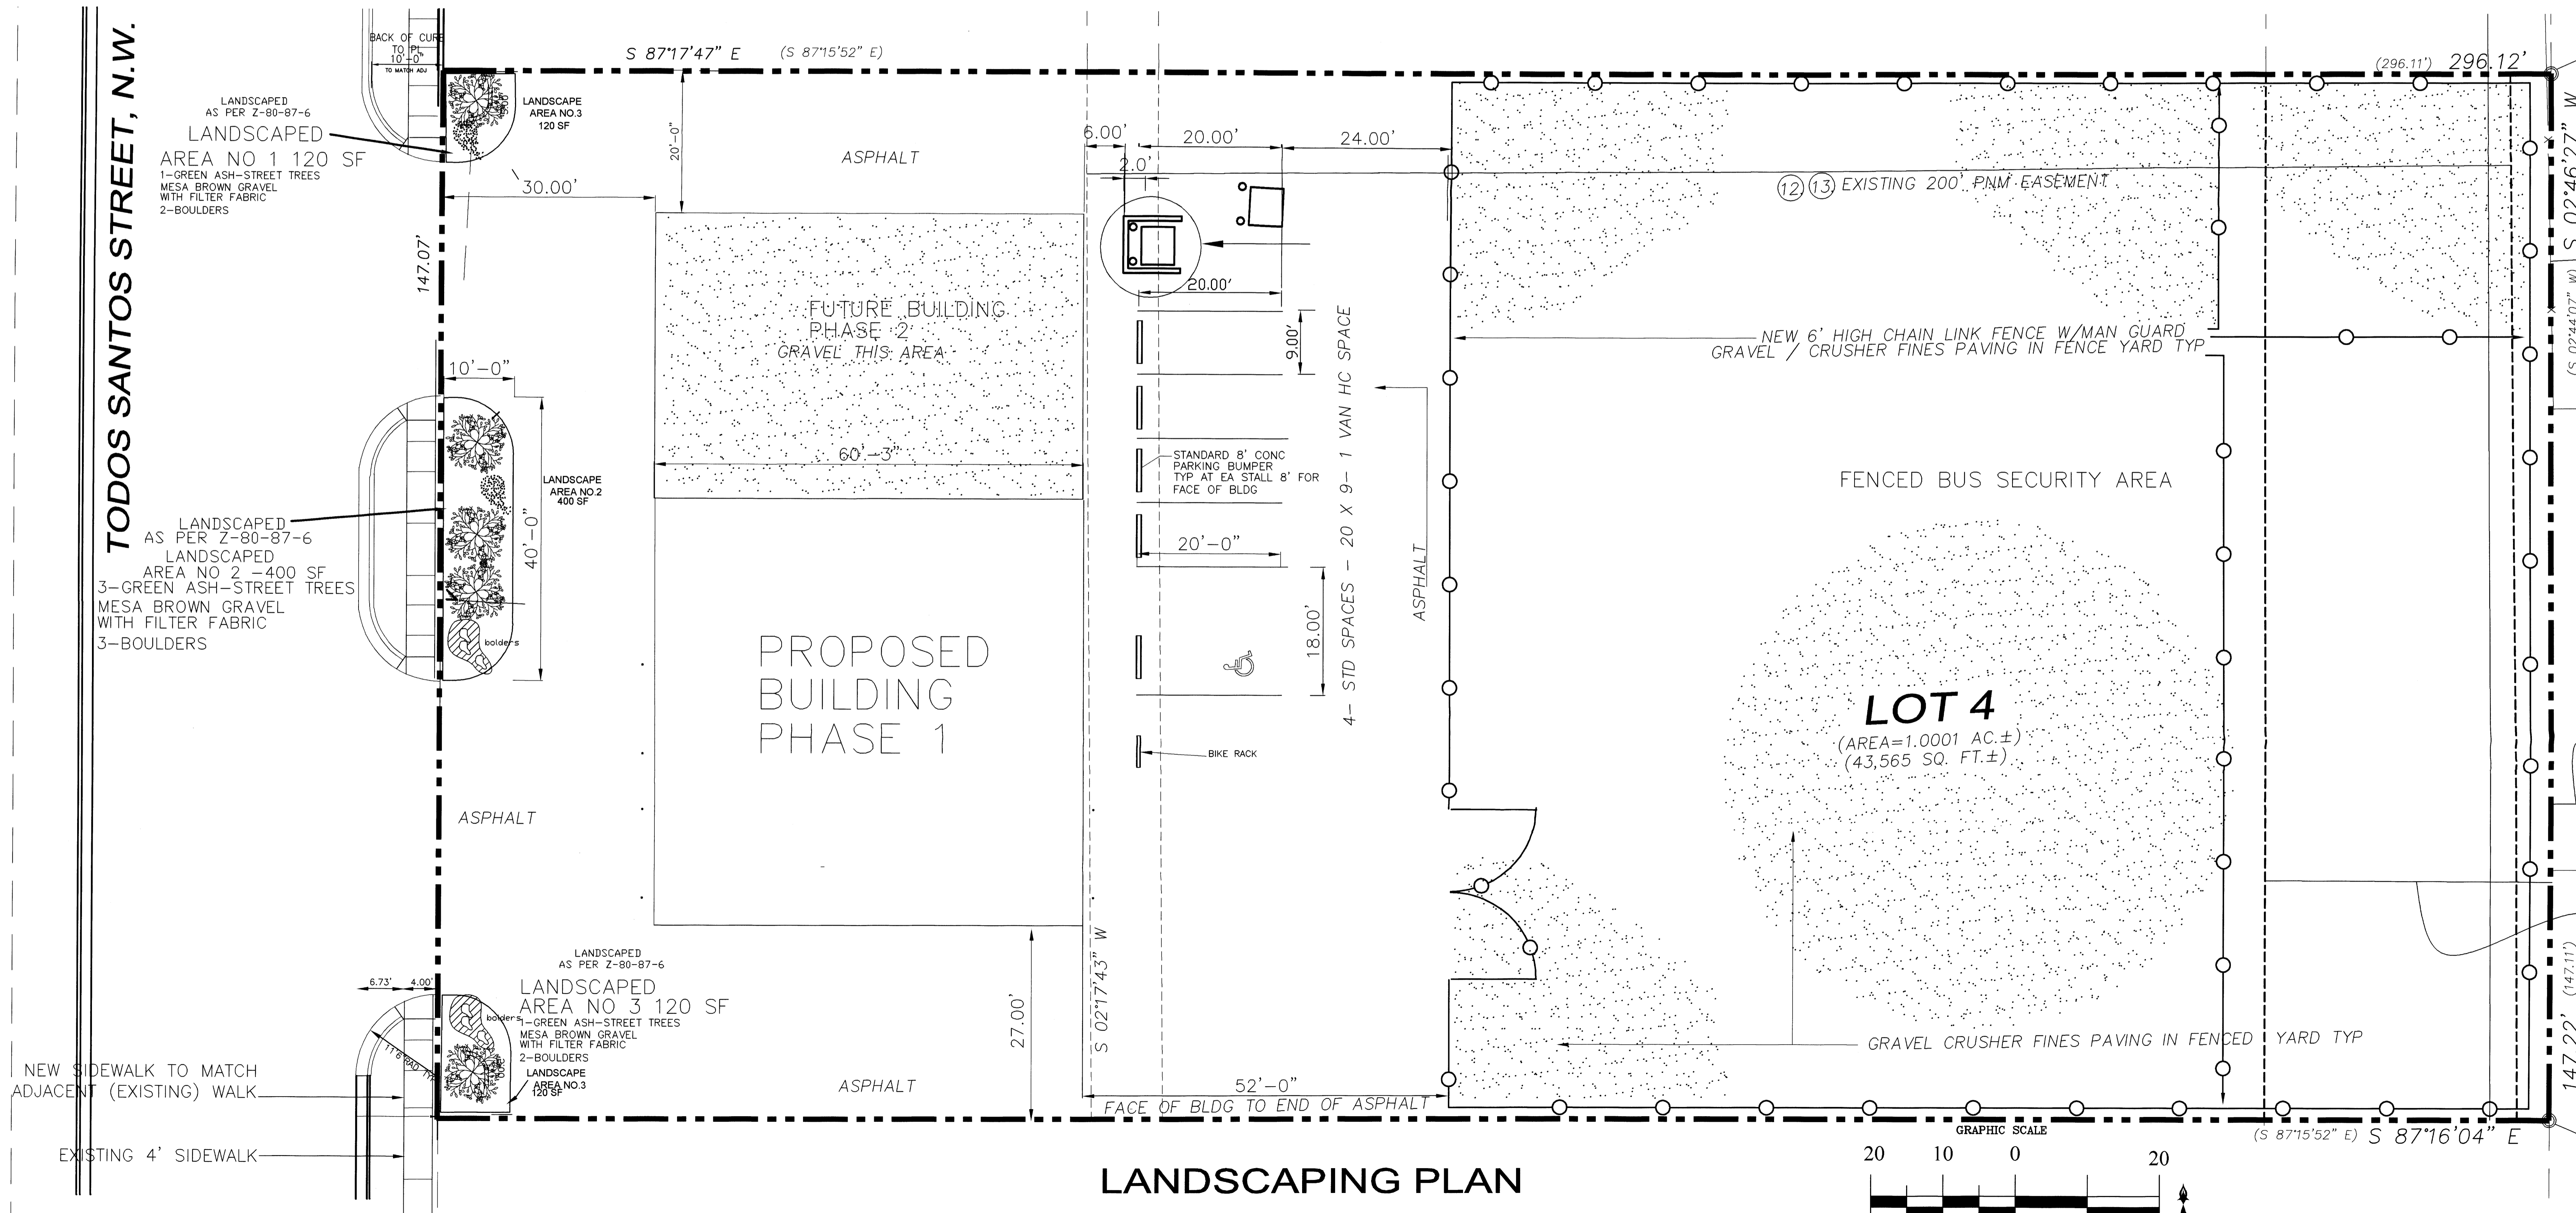 TODOS SANTOS STREET, N.W.
BACK OF CURB
TO PL
10'-0"
TO MATCH ADJ
S 87°17'47" E
(S 87°15'52" E)
(296.11')
296.12'
LANDSCAPED
AS PER Z-80-87-6
LANDSCAPED
AREA NO 1 120 SF
1-GREEN ASH-STREET TREES
MESA BROWN GRAVEL
WITH FILTER FABRIC
2-BOULDERS
LANDSCAPE
AREA NO.3
120 SF
20'-0"
ASPHALT
30.00'
147.07'
6.00'
20.00'
24.00'
2.0'
12 13 EXISTING 200' PNM EASEMENT
S 02°46'27" W
(S 02°44'07" W)
20.00'
9.00'
FUTURE BUILDING
PHASE 2
GRAVEL THIS AREA
60'-3"
NEW 6' HIGH CHAIN LINK FENCE W/MAN GUARD
GRAVEL / CRUSHER FINES PAVING IN FENCE YARD TYP
10'-0"
40'-0"
LANDSCAPE
AREA NO.2
400 SF
LANDSCAPED
AS PER Z-80-87-6
LANDSCAPED
AREA NO 2 -400 SF
3-GREEN ASH-STREET TREES
MESA BROWN GRAVEL
WITH FILTER FABRIC
3-BOULDERS
bolders
STANDARD 8' CONC
PARKING BUMPER
TYP AT EA STALL 8' FOR
FACE OF BLDG
20'-0"
18.00'
4- STD SPACES - 20 X 9- 1 VAN HC SPACE
ASPHALT
FENCED BUS SECURITY AREA
PROPOSED
BUILDING
PHASE 1
BIKE RACK
LOT 4
(AREA=1.0001 AC.±)
(43,565 SQ. FT.±)
ASPHALT
LANDSCAPED
AS PER Z-80-87-6
LANDSCAPED
AREA NO 3 120 SF
1-GREEN ASH-STREET TREES
MESA BROWN GRAVEL
WITH FILTER FABRIC
2-BOULDERS
LANDSCAPE
AREA NO.3
120 SF
bolders
6.73'
4.00'
NEW SIDEWALK TO MATCH
ADJACENT (EXISTING) WALK
EXISTING 4' SIDEWALK
ASPHALT
27.00'
S 02°17'43" W
52'-0"
FACE OF BLDG TO END OF ASPHALT
GRAVEL CRUSHER FINES PAVING IN FENCED YARD TYP
147.22'
(147.11')
(S 87°15'52" E)
S 87°16'04" E
LANDSCAPING PLAN
GRAPHIC SCALE
20 10 0 20